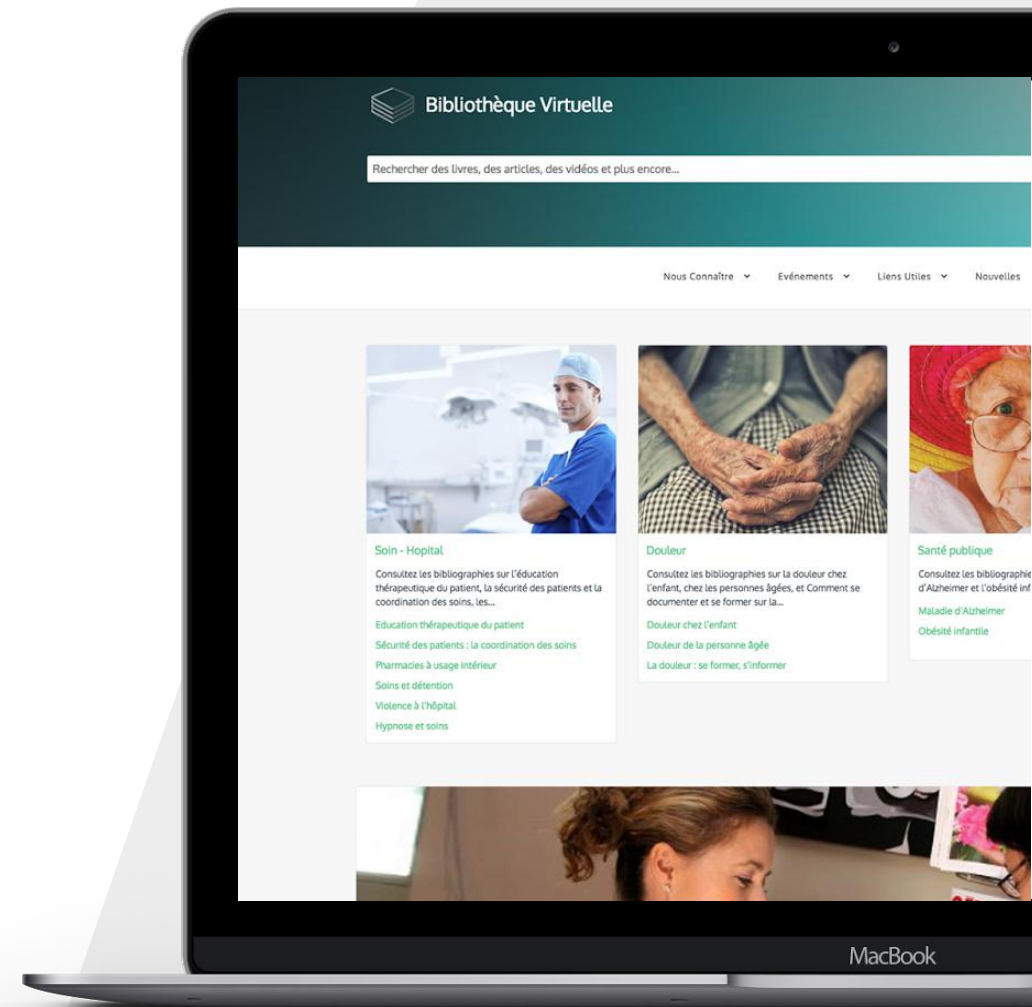 Bibliothèque Virtuelle
Rechercher des livres, des articles, des vidéos et plus encore...
Nous Connaître Evénements Liens Utiles Nouvelles
Soin - Hopital
Consultez les bibliographies sur l'éducation
thérapeutique du patient, la sécurité des patients et la
coordination des soins, les...
Education thérapeutique du patient
Sécurité des patients : la coordination des soins
Pharmacies à usage intérieur
Soins et détention
Violence à l'hôpital
Hypnose et soins
Douleur
Consultez les bibliographies sur la douleur chez
l'enfant, chez les personnes âgées, et Comment se
documenter et se former sur la...
Douleur chez l'enfant
Douleur de la personne âgée
La douleur : se former, s'informer
Santé publique
Consultez les bibliographie
d'Alzheimer et l'obésité inf
Maladie d'Alzheimer
Obésité infantile
MacBook